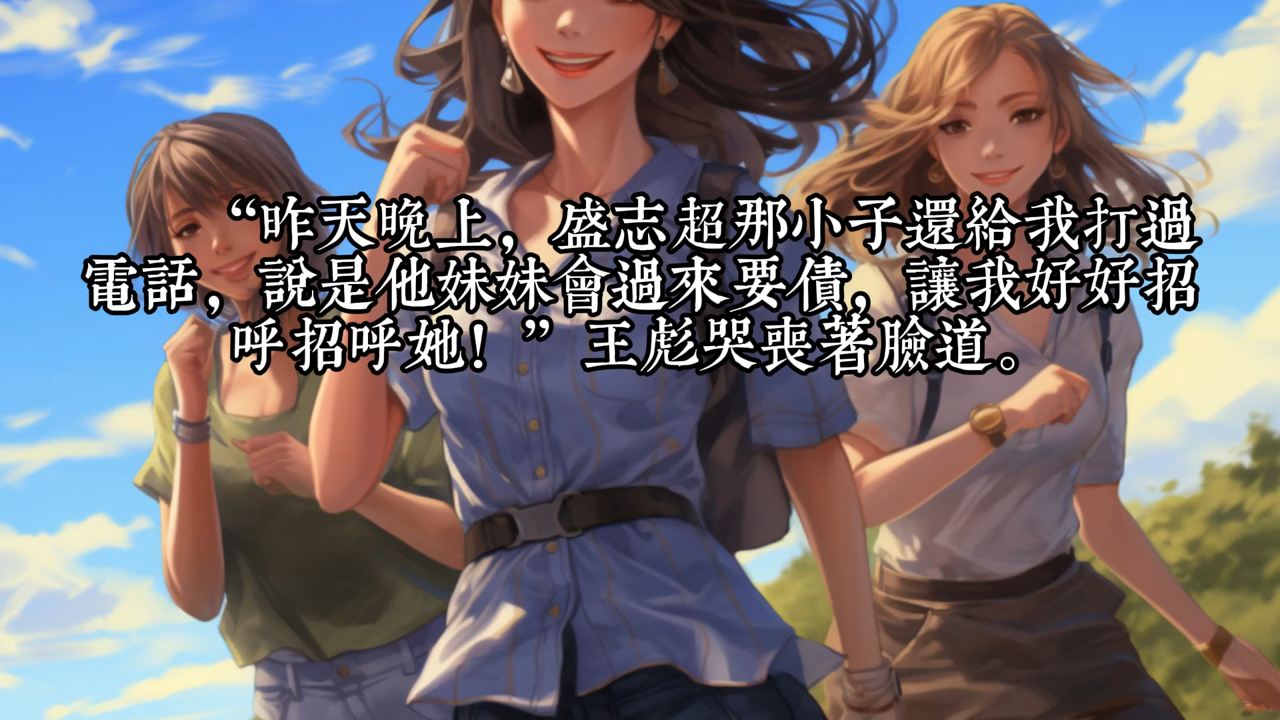 “昨天晚上，盛志超那小子還給我打過
電話，說是他妹妹會過來要債，讓我好好招
呼招呼她！”王彪哭喪著臉道。